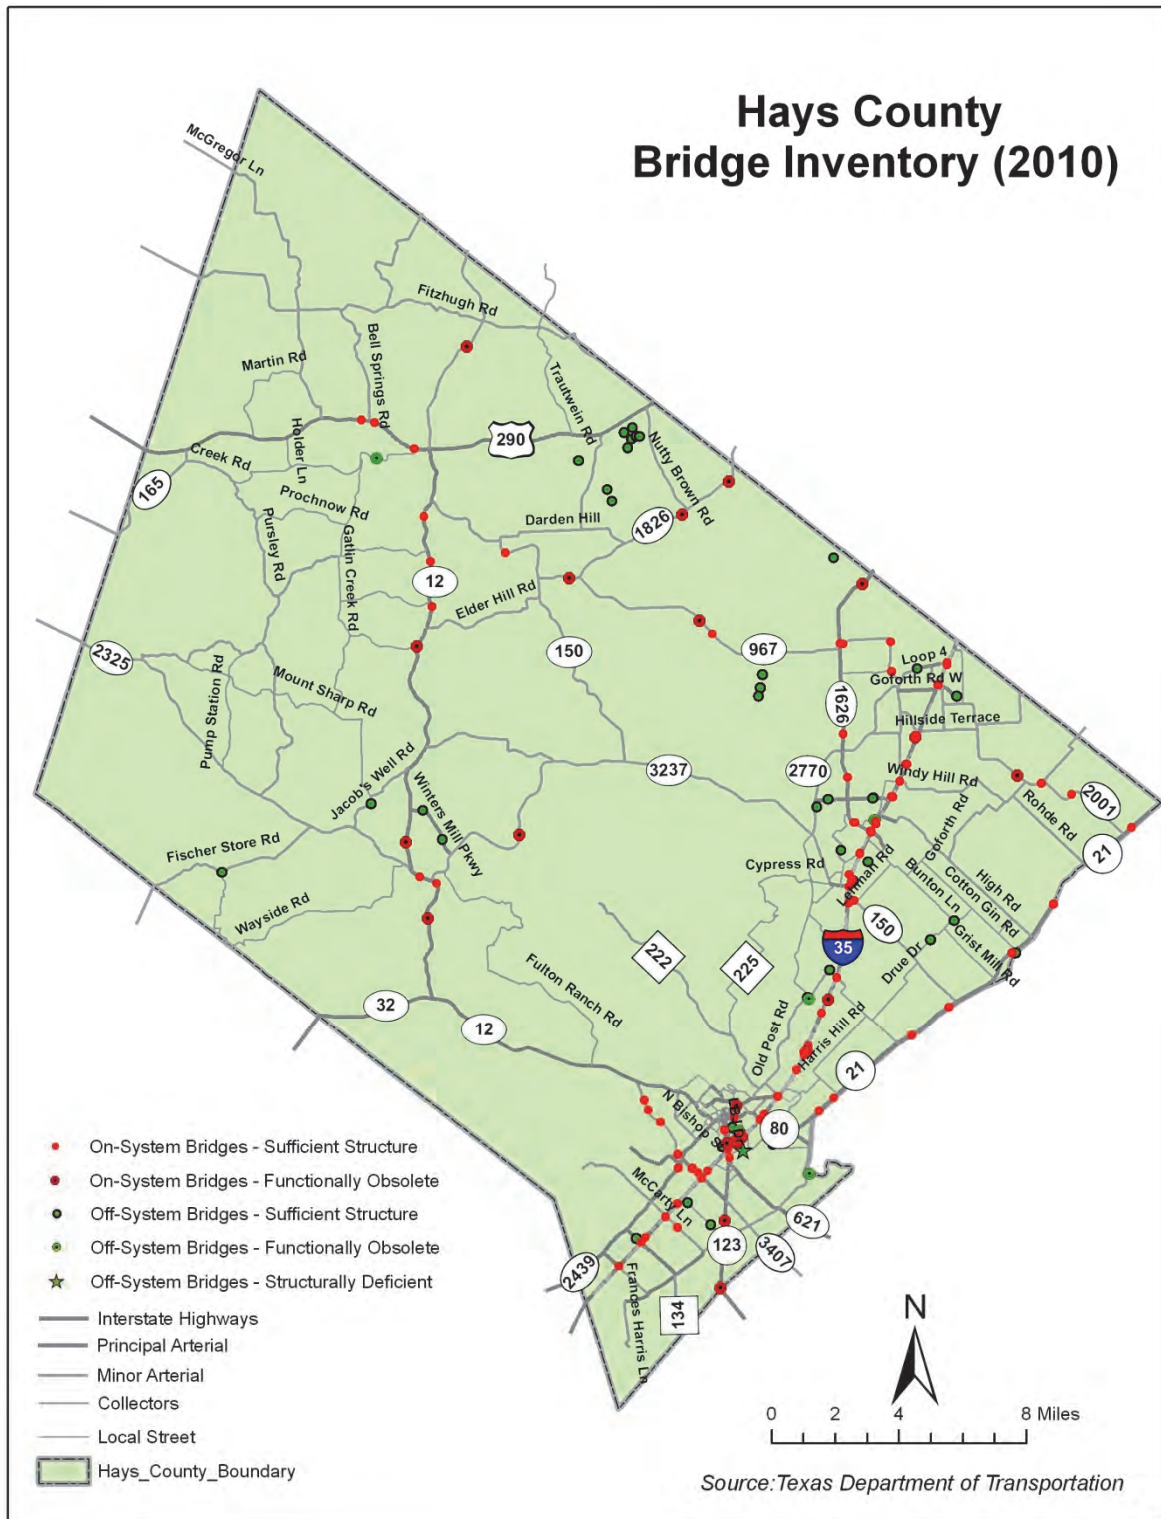 Hays County
Bridge Inventory (2010)
McGregor Ln
Fitzhugh Rd
Bell Springs Rd
Martin Rd
Trautwein Rd
Holder Ln
290
Nutty Brown Rd
Creek Rd
165
Prochnow Rd
Pursley Rd
Gatlin Creek Rd
Darden Hill
1826
12
Elder Hill Rd
150
967
Loop 4
Goforth Rd W
2325
Pump Station Rd
Mount Sharp Rd
1626
Hillside Terrace
Jacob's Well Rd
Winters Mill Pkwy
3237
2770
Windy Hill Rd
2001
Rohde Rd
21
Goforth Rd
Fischer Store Rd
Cypress Rd
Lehman Rd
Bunton Ln
Cotton Gin Rd
High Rd
Wayside Rd
150
35
Drue Dr
Grist Mill Rd
222
225
Fulton Ranch Rd
32
12
Old Post Rd
Harris Hill Rd
21
N Bishop S
80
McCarty Ln
621
123
3407
2439
Frances Harris Ln
134
On-System Bridges - Sufficient Structure
On-System Bridges - Functionally Obsolete
Off-System Bridges - Sufficient Structure
Off-System Bridges - Functionally Obsolete
Off-System Bridges - Structurally Deficient
Interstate Highways
Principal Arterial
Minor Arterial
Collectors
Local Street
Hays_County_Boundary
N
0 2 4 8 Miles
Source:Texas Department of Transportation